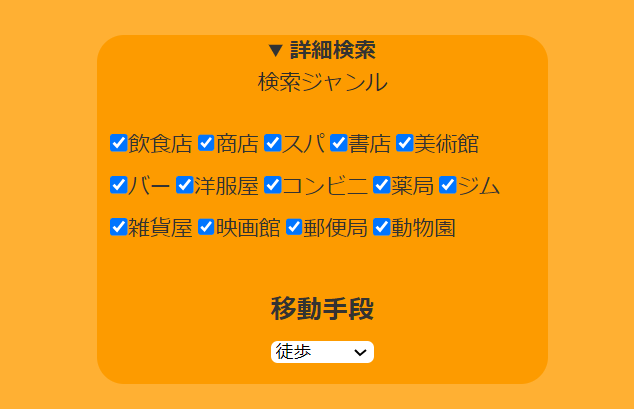 ▼ 詳細検索
検索ジャンル
飲食店 商店 スパ 書店 美術館
バー 洋服屋 コンビニ 薬局 ジム
雑貨屋 映画館 郵便局 動物園
移動手段
徒歩